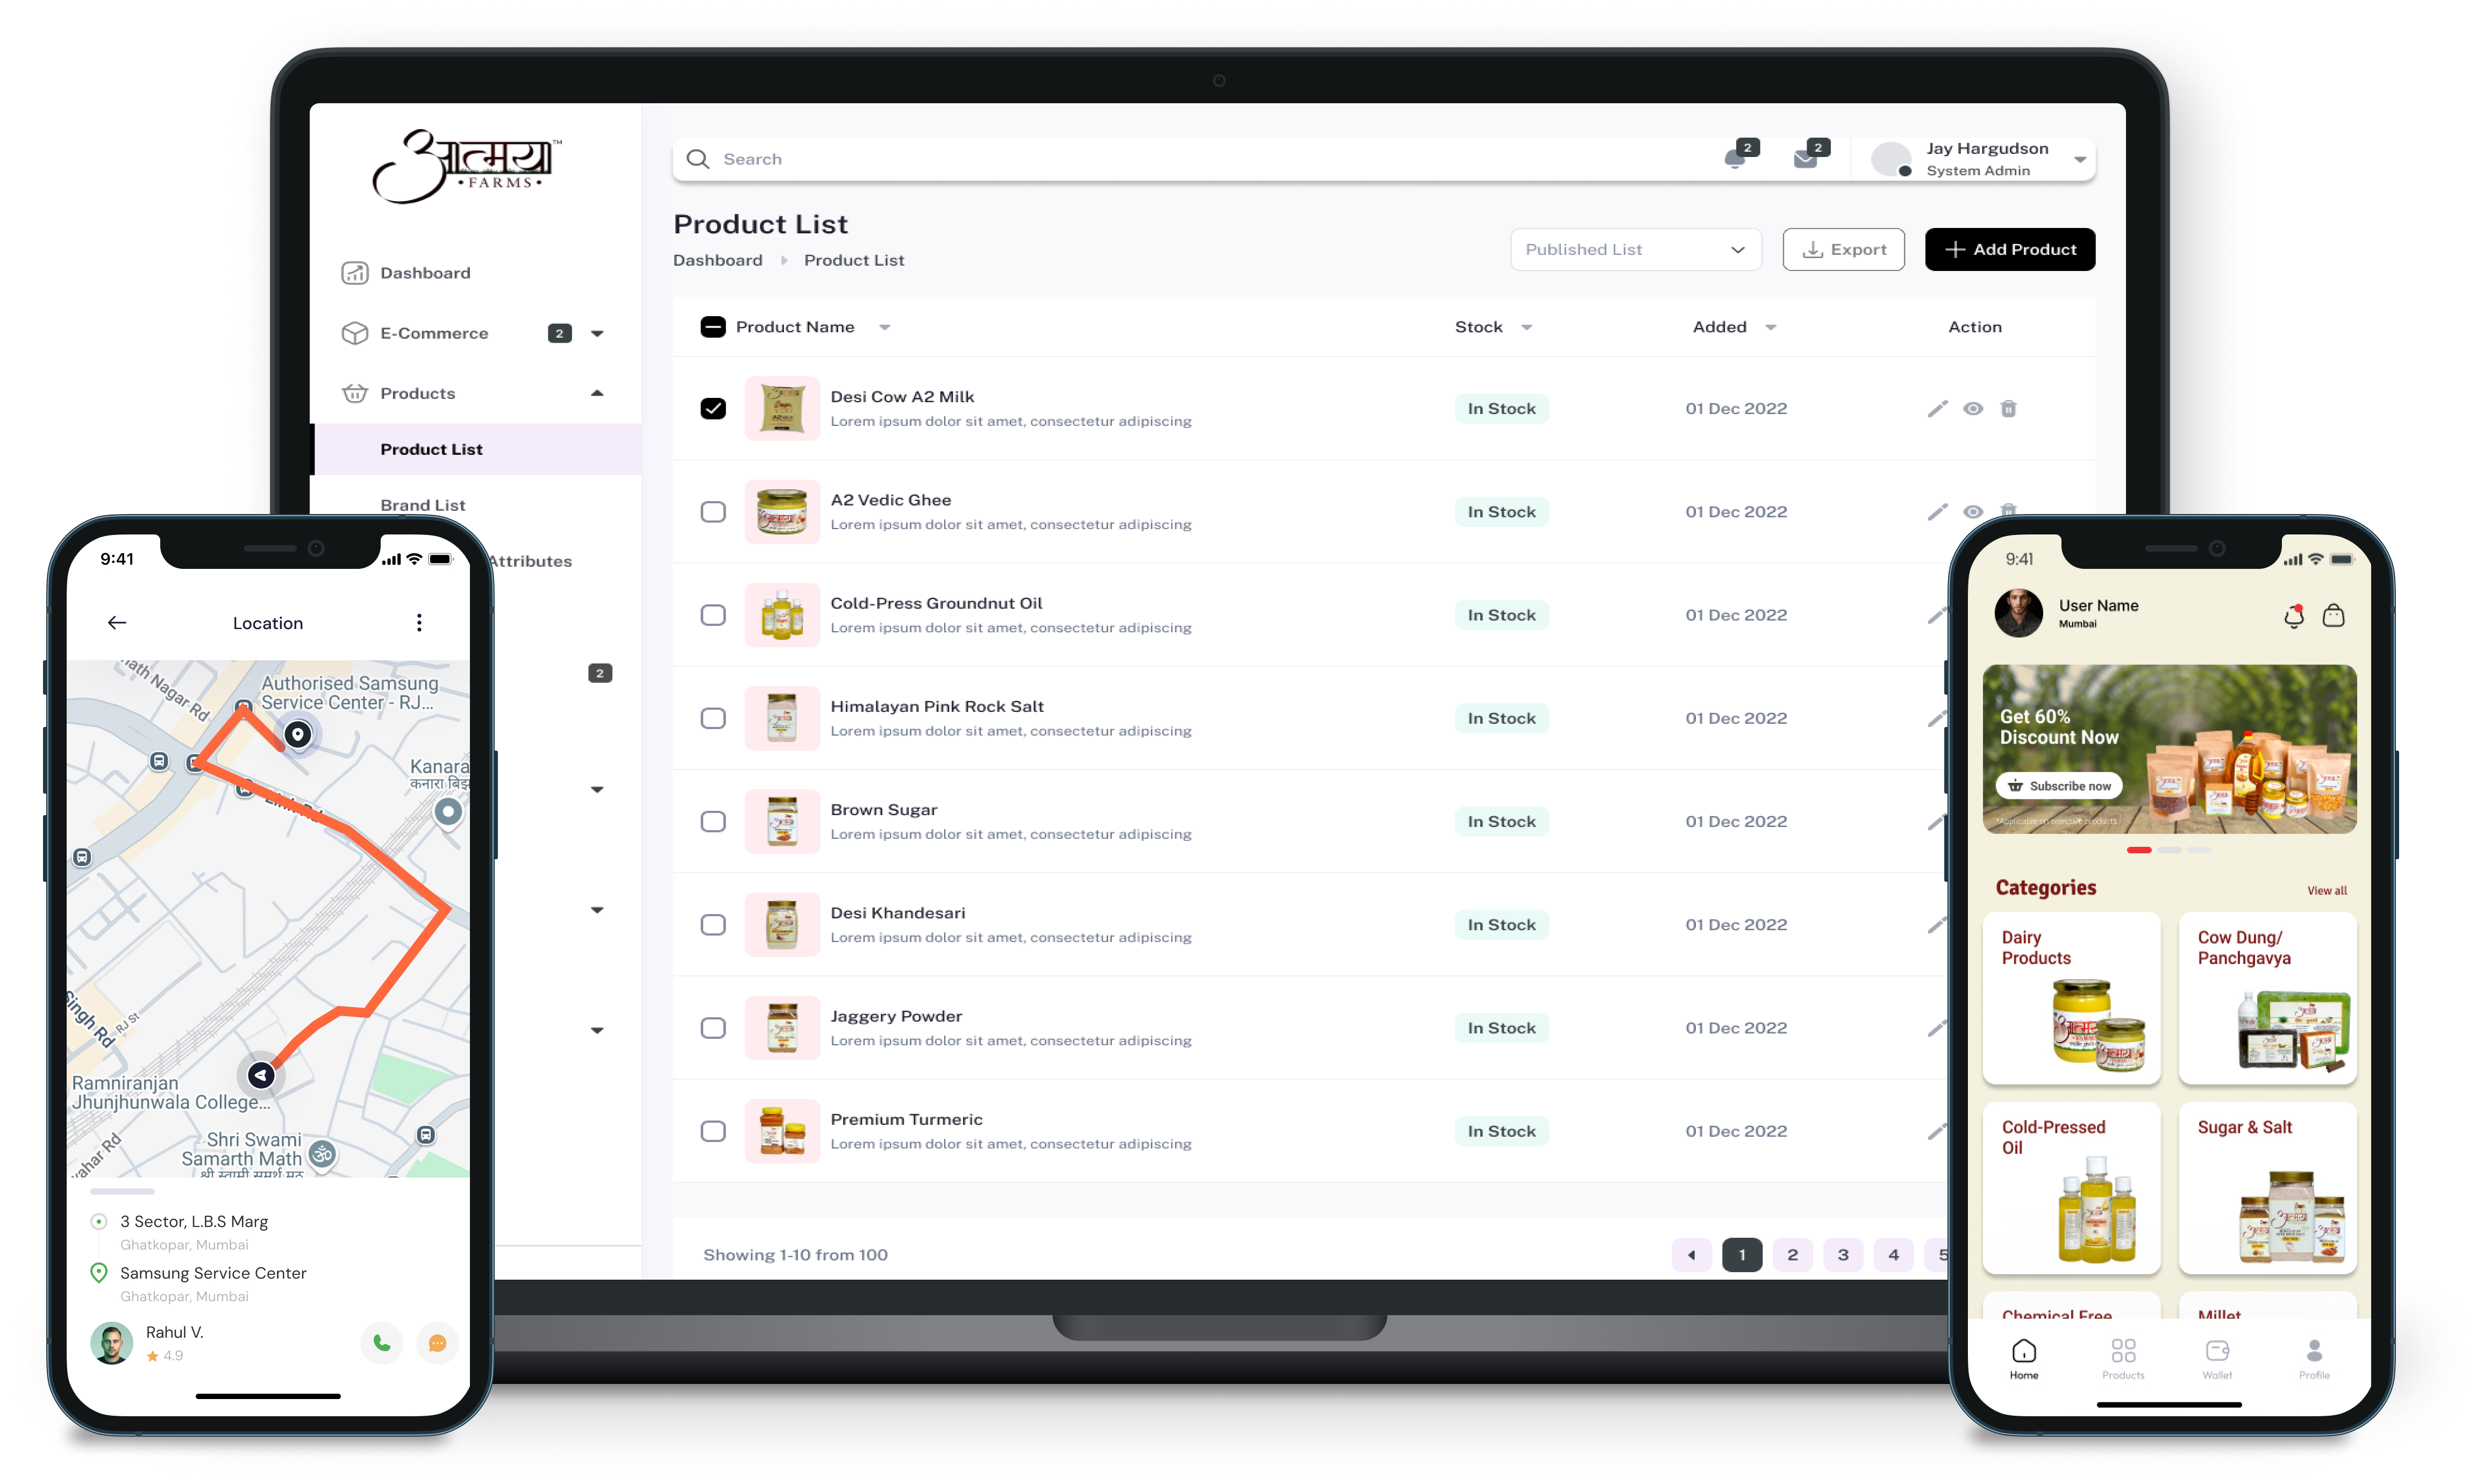 आत्मया™
• FARMS •
Dashboard
E-Commerce 2
Products
Product List
Brand List
Attributes
2
Search
2
2
Jay Hargudson
System Admin
Product List
Dashboard Product List
Published List
Export
Add Product
Product Name Stock Added Action
Desi Cow A2 Milk
Lorem ipsum dolor sit amet, consectetur adipiscing
In Stock
01 Dec 2022
A2 Vedic Ghee
Lorem ipsum dolor sit amet, consectetur adipiscing
In Stock
01 Dec 2022
Cold-Press Groundnut Oil
Lorem ipsum dolor sit amet, consectetur adipiscing
In Stock
01 Dec 2022
Himalayan Pink Rock Salt
Lorem ipsum dolor sit amet, consectetur adipiscing
In Stock
01 Dec 2022
Brown Sugar
Lorem ipsum dolor sit amet, consectetur adipiscing
In Stock
01 Dec 2022
Desi Khandesari
Lorem ipsum dolor sit amet, consectetur adipiscing
In Stock
01 Dec 2022
Jaggery Powder
Lorem ipsum dolor sit amet, consectetur adipiscing
In Stock
01 Dec 2022
Premium Turmeric
Lorem ipsum dolor sit amet, consectetur adipiscing
In Stock
01 Dec 2022
Showing 1-10 from 100
1 2 3 4 5
9:41
Location
Nagar Rd
Authorised Samsung
Service Center - RJ...
Kanara
कनारा
Singh Rd
RJ St
Ramniranjan
Jhunjhunwala College...
Shri Swami
Samarth Math
श्री स्वामी समर्थ मठ
3 Sector, L.B.S Marg
Ghatkopar, Mumbai
Samsung Service Center
Ghatkopar, Mumbai
Rahul V.
4.9
9:41
User Name
Mumbai
Get 60%
Discount Now
Subscribe now
*Applicable on selective products.
Categories
View all
Dairy
Products
Cow Dung/
Panchgavya
Cold-Pressed
Oil
Sugar & Salt
Chemical Free
Millet
Home
Products
Wallet
Profile